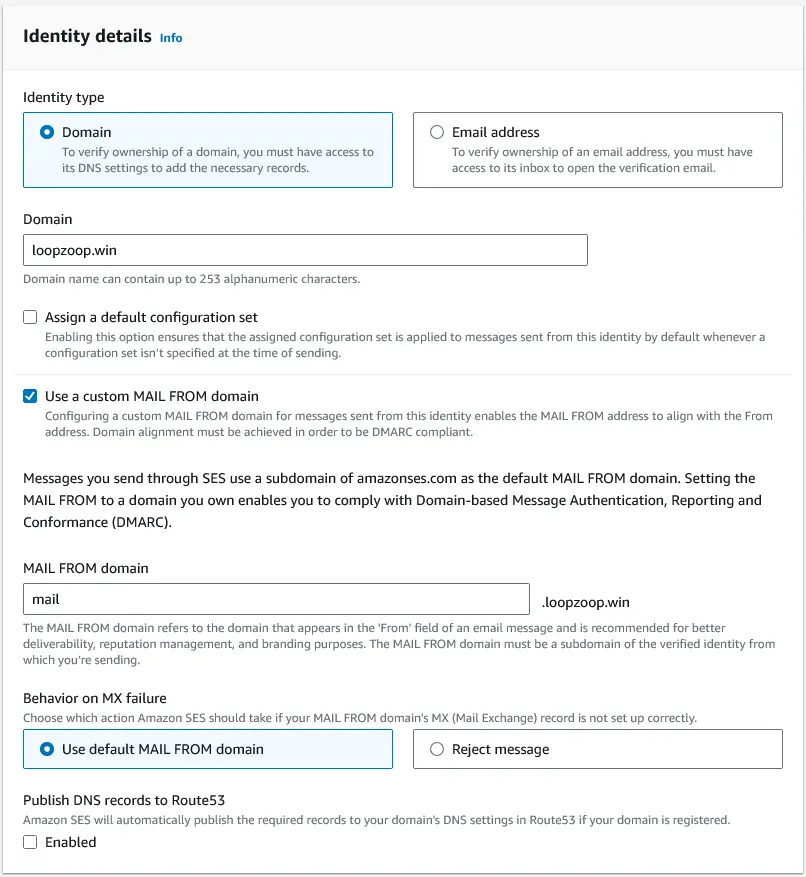 Identity details Info
Identity type
Domain
To verify ownership of a domain, you must have access to
its DNS settings to add the necessary records.
Email address
To verify ownership of an email address, you must have
access to its inbox to open the verification email.
Domain
loopzoop.win
Domain name can contain up to 253 alphanumeric characters.
Assign a default configuration set
Enabling this option ensures that the assigned configuration set is applied to messages sent from this identity by default whenever a
configuration set isn't specified at the time of sending.
Use a custom MAIL FROM domain
Configuring a custom MAIL FROM domain for messages sent from this identity enables the MAIL FROM address to align with the From
address. Domain alignment must be achieved in order to be DMARC compliant.
Messages you send through SES use a subdomain of amazonses.com as the default MAIL FROM domain. Setting the
MAIL FROM to a domain you own enables you to comply with Domain-based Message Authentication, Reporting and
Conformance (DMARC).
MAIL FROM domain
mail .loopzoop.win
The MAIL FROM domain refers to the domain that appears in the 'From' field of an email message and is recommended for better
deliverability, reputation management, and branding purposes. The MAIL FROM domain must be a subdomain of the verified identity from
which you're sending.
Behavior on MX failure
Choose which action Amazon SES should take if your MAIL FROM domain's MX (Mail Exchange) record is not set up correctly.
Use default MAIL FROM domain
Reject message
Publish DNS records to Route53
Amazon SES will automatically publish the required records to your domain's DNS settings in Route53 if your domain is registered.
Enabled